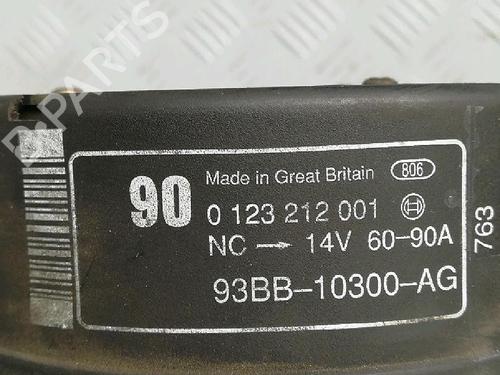 B-PARTS
90 Made in Great Britain 806
0 123 212 001
NC → 14V 60-90A
93BB-10300-AG
763